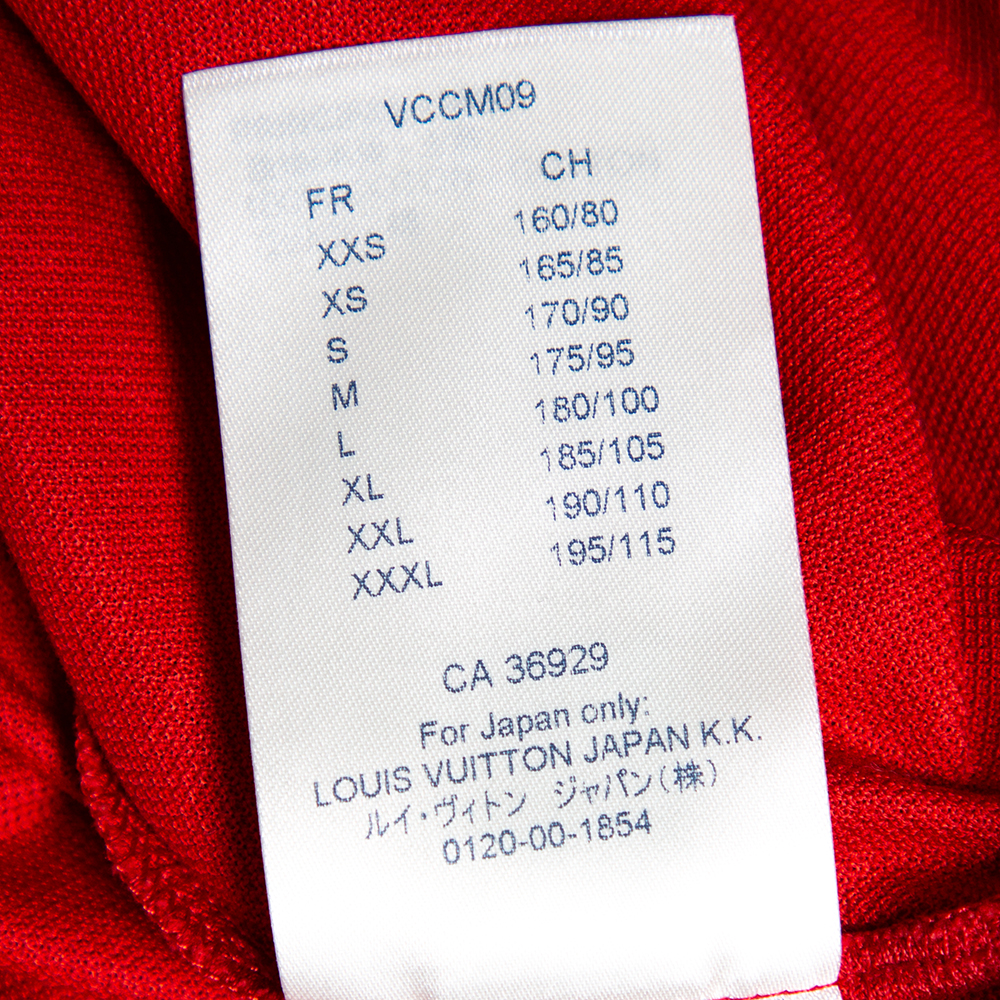 VCCM09
FR CH
XXS 160/80
XS 165/85
S 170/90
M 175/95
L 180/100
XL 185/105
XXL 190/110
XXXL 195/115
CA 36929
For Japan only:
LOUIS VUITTON JAPAN K.K.
ルイ・ヴィトン ジャパン(株)
0120-00-1854